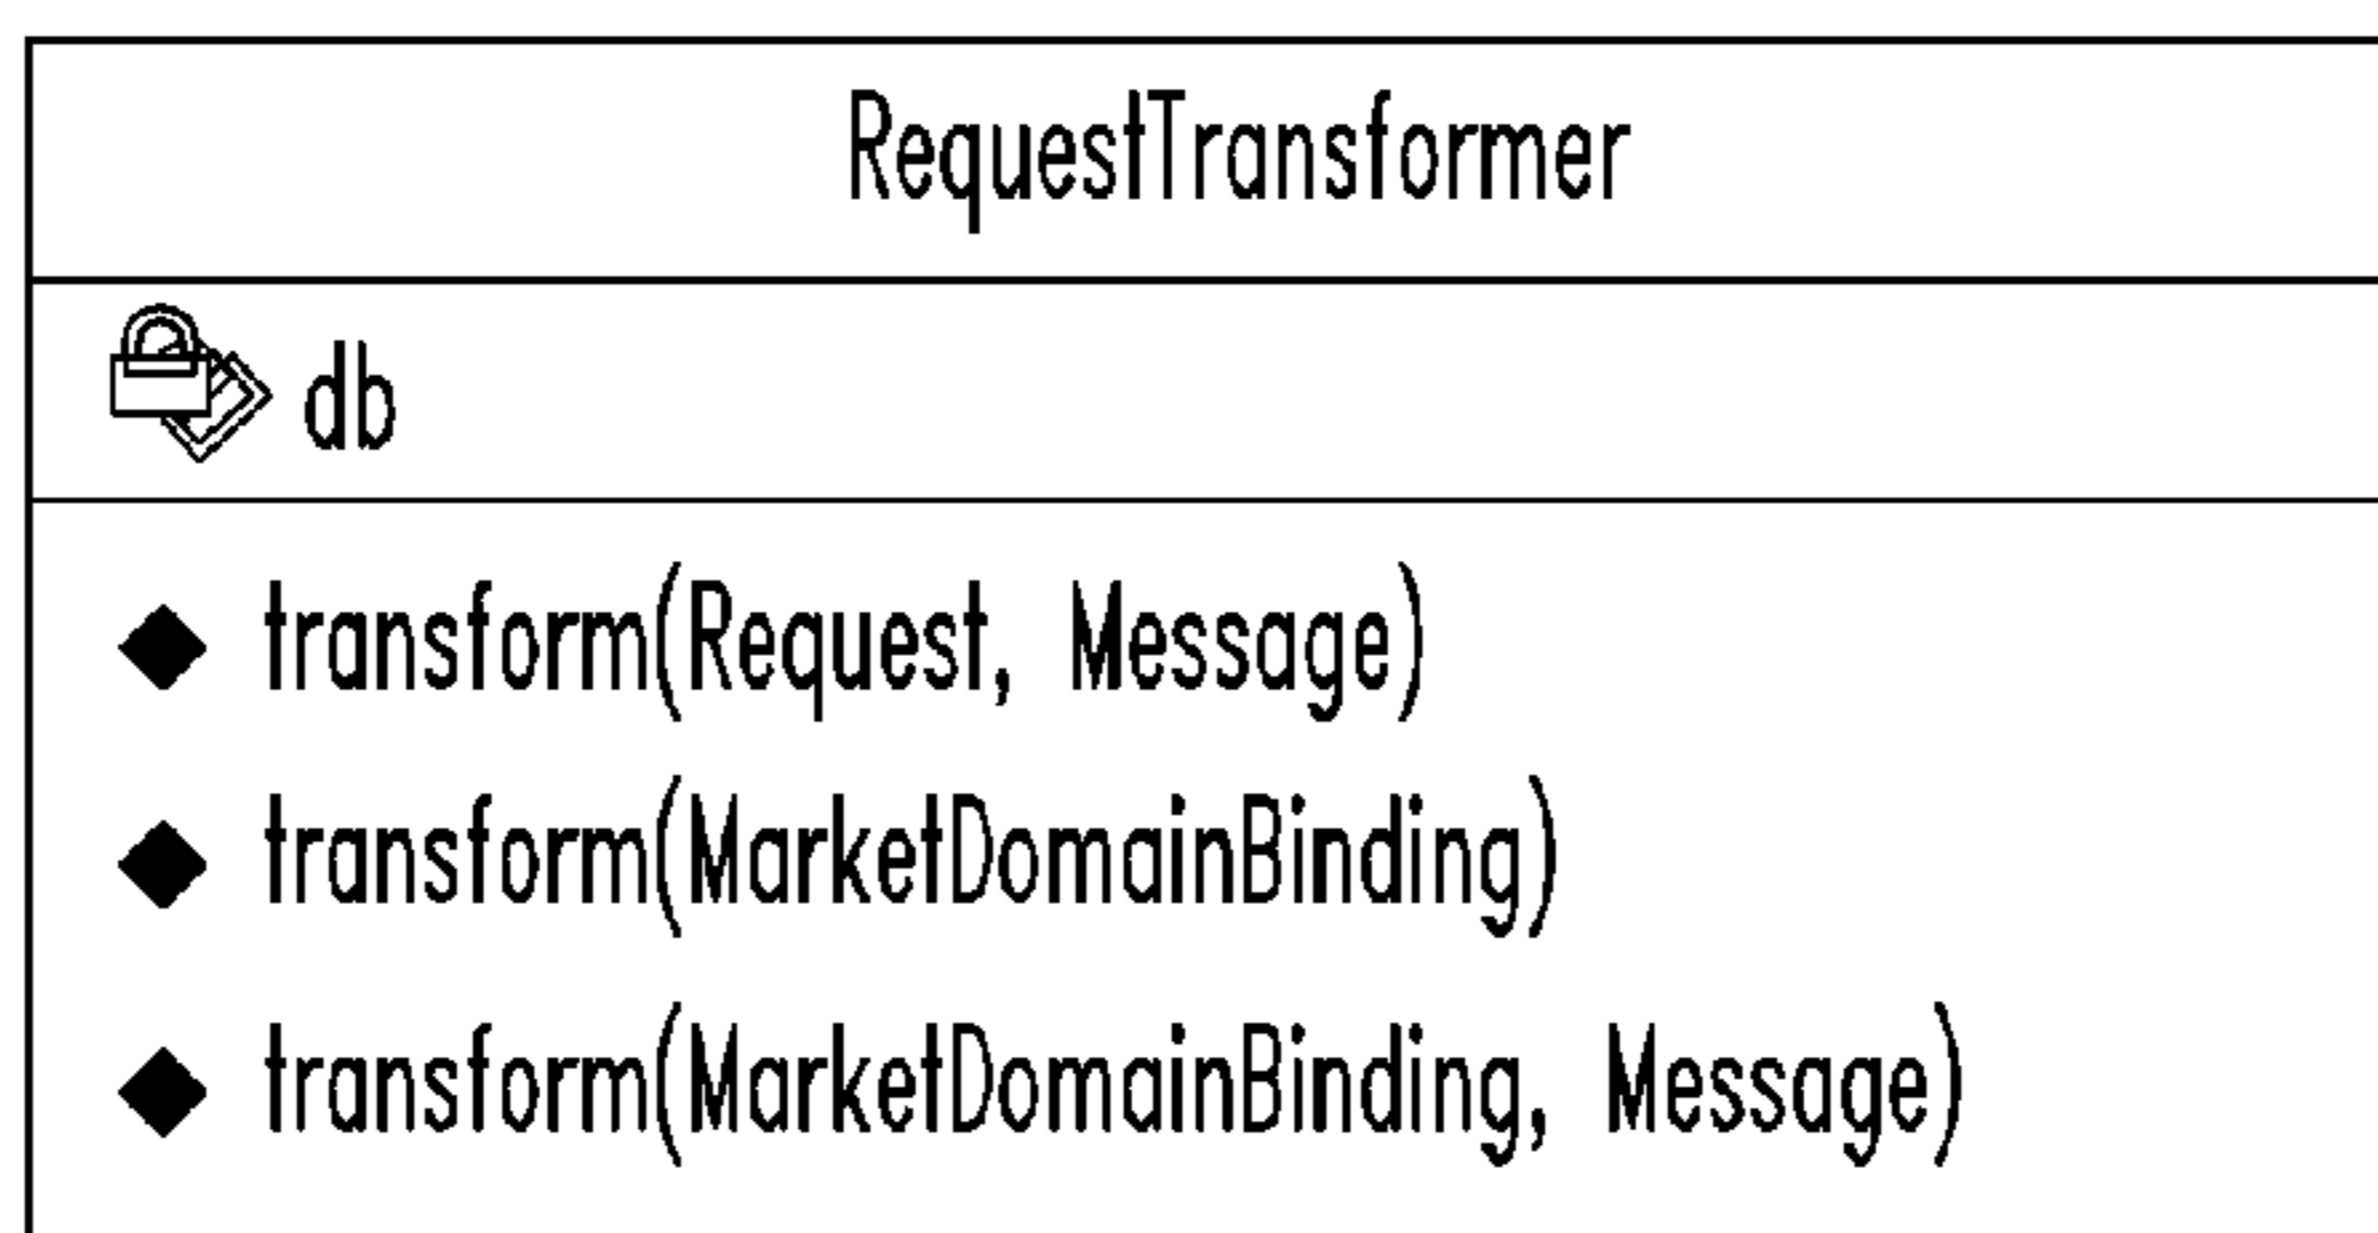 RequestTransformer
db
transform(Request, Message)
transform(MarketDomainBinding)
transform(MarketDomainBinding, Message)